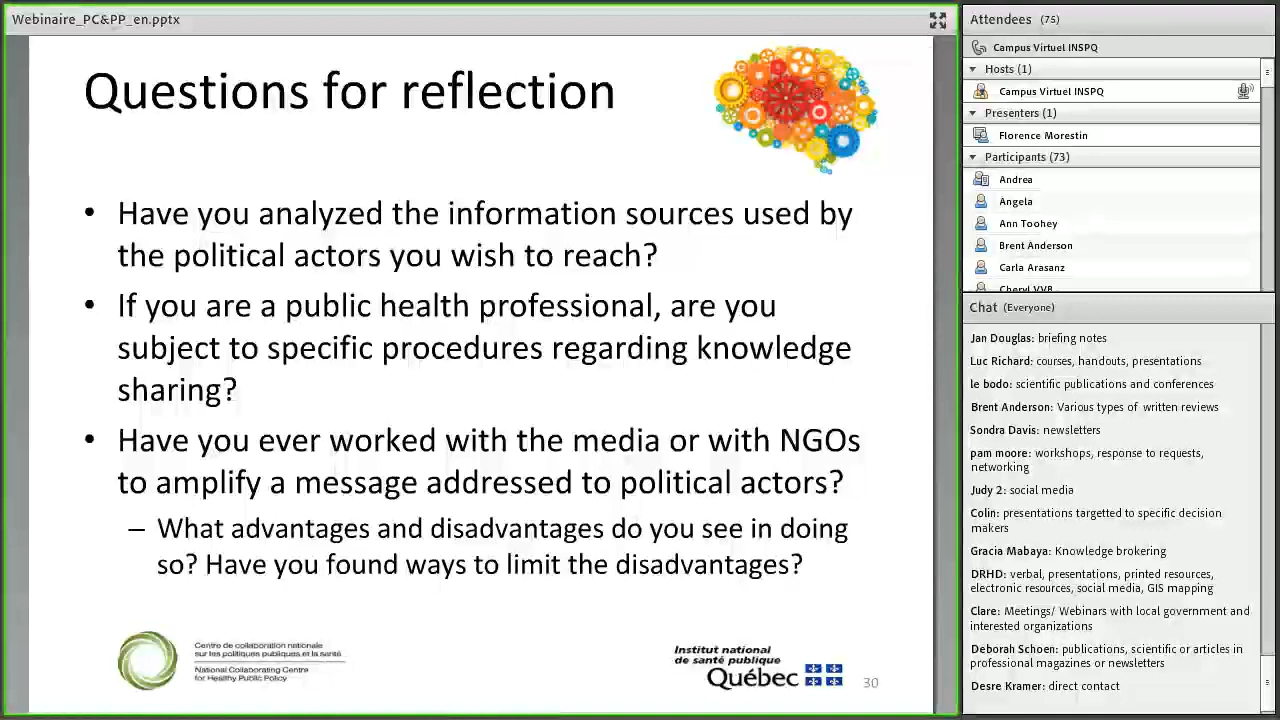 Webinaire_PC&PP_en.pptx
Questions for reflection
• Have you analyzed the information sources used by
the political actors you wish to reach?
• If you are a public health professional, are you
subject to specific procedures regarding knowledge
sharing?
• Have you ever worked with the media or with NGOs
to amplify a message addressed to political actors?
– What advantages and disadvantages do you see in doing
so? Have you found ways to limit the disadvantages?
Centre de collaboration nationale
sur les politiques publiques et la santé
National Collaborating Centre
for Healthy Public Policy
Institut national
de santé publique
Québec
30
Attendees (75)
Campus Virtuel INSPQ
Hosts (1)
Campus Virtuel INSPQ
Presenters (1)
Florence Morestin
Participants (73)
Andrea
Angela
Ann Toohey
Brent Anderson
Carla Arasanz
Chat (Everyone)
Jan Douglas: briefing notes
Luc Richard: courses, handouts, presentations
le bodo: scientific publications and conferences
Brent Anderson: Various types of written reviews
Sondra Davis: newsletters
pam moore: workshops, response to requests,
networking
Judy 2: social media
Colin: presentations targetted to specific decision
makers
Gracia Mabaya: Knowledge brokering
DRHD: verbal, presentations, printed resources,
electronic resources, social media, GIS mapping
Clare: Meetings/ Webinars with local government and
interested organizations
Deborah Schoen: publications, scientific or articles in
professional magazines or newsletters
Desre Kramer: direct contact